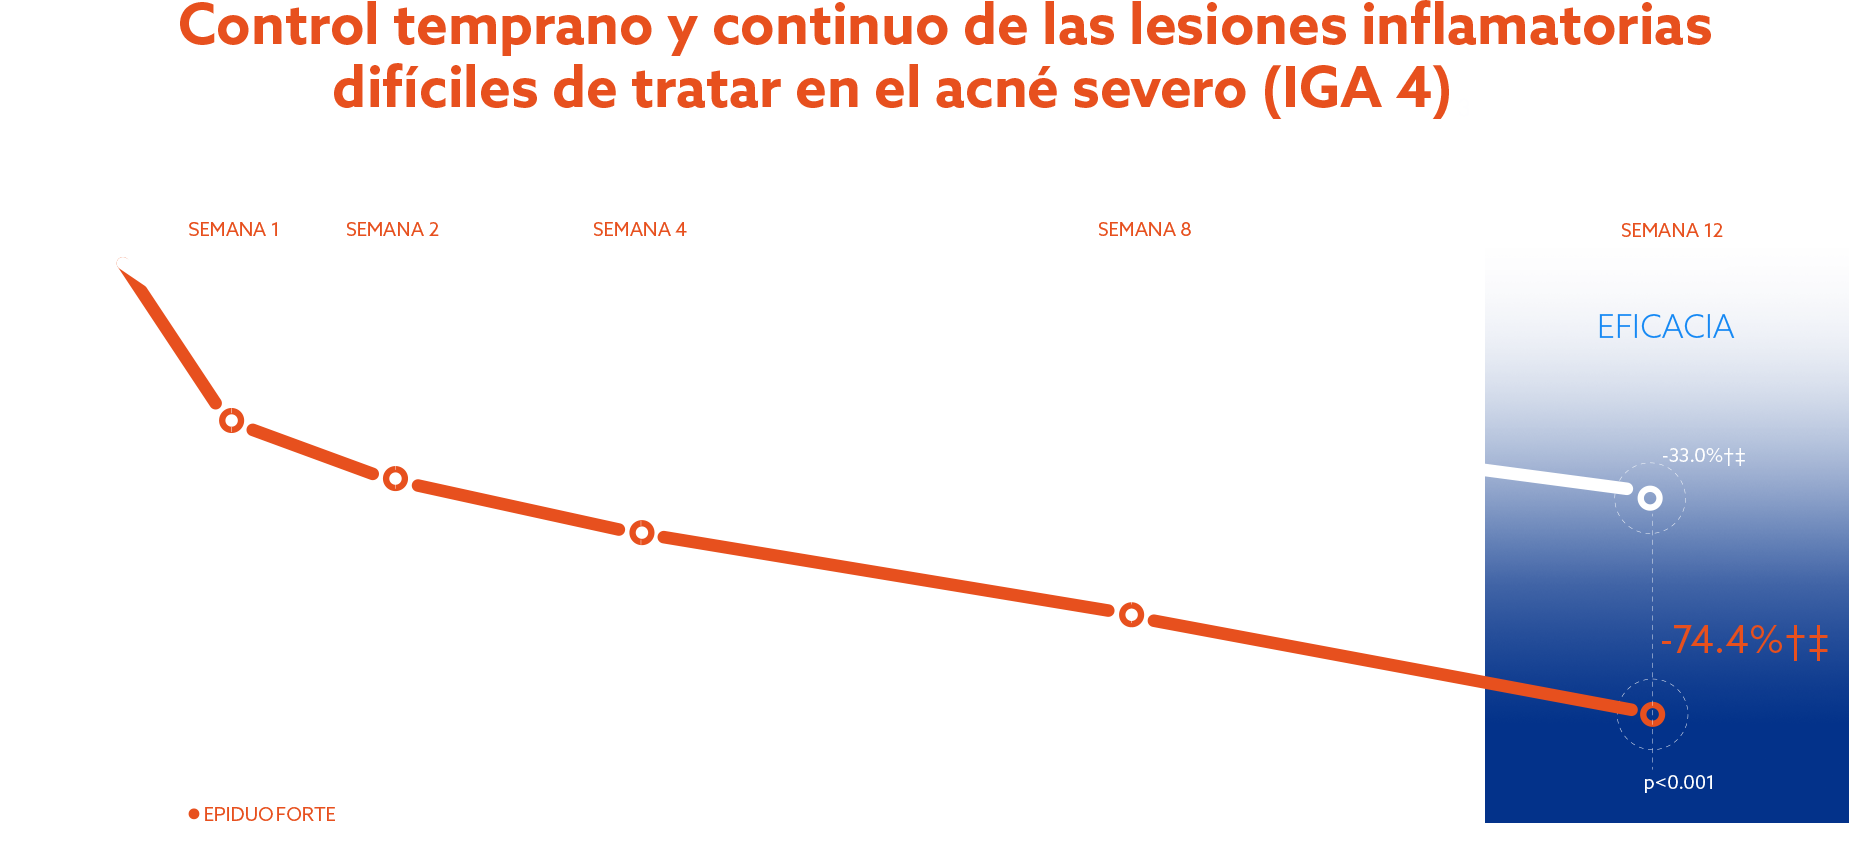 Control temprano y continuo de las lesiones inflamatorias
difíciles de tratar en el acné severo (IGA 4)
SEMANA 1
SEMANA 2
SEMANA 4
SEMANA 8
SEMANA 12
EFICACIA
-33.0%†‡
-74.4%†‡
p<0.001
EPIDUO FORTE